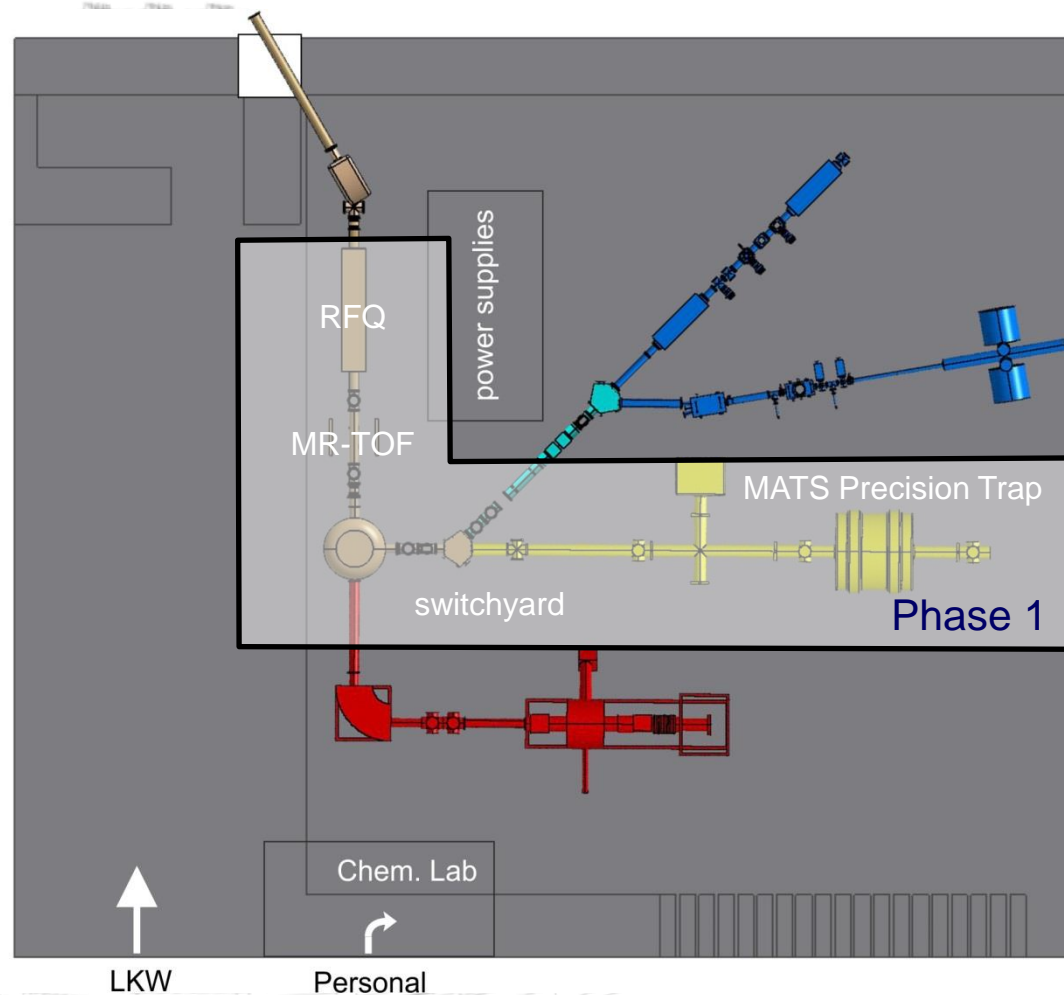 power supplies
RFQ
MR-TOF
MATS Precision Trap
switchyard
Phase 1
Chem. Lab
LKW
Personal